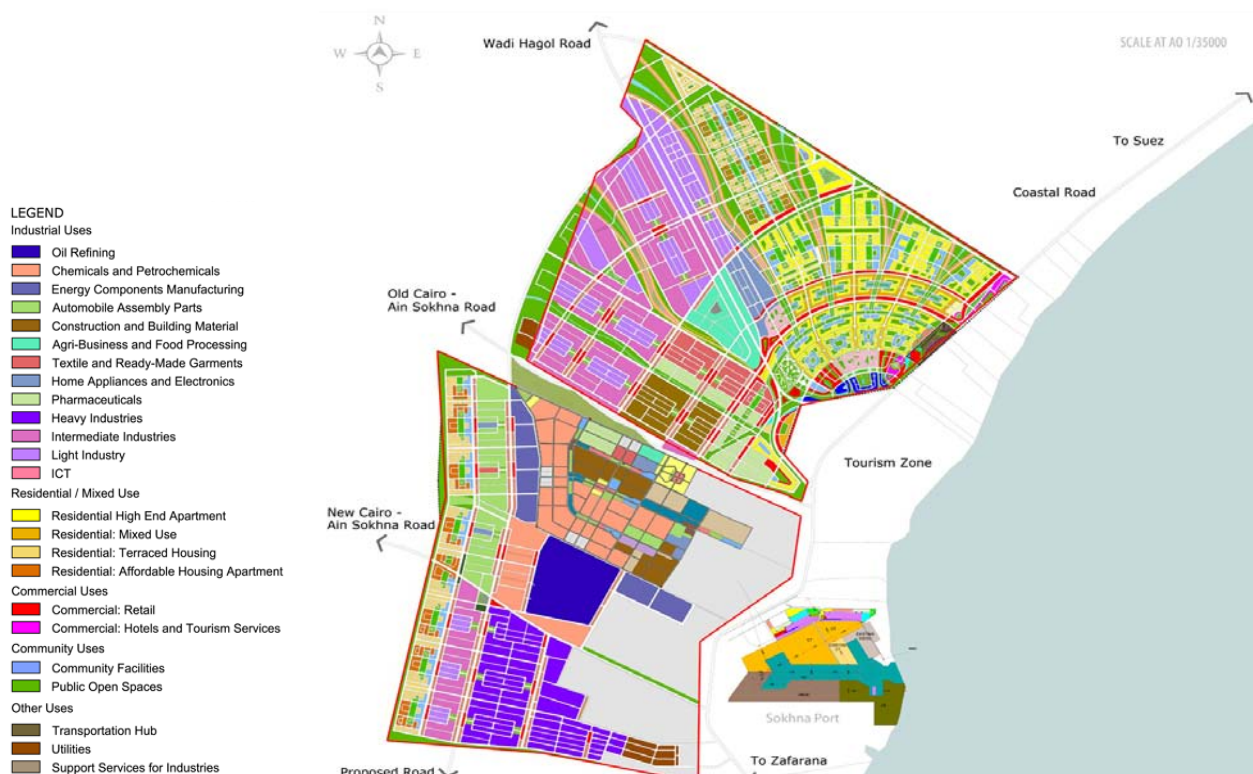 N
W E
S
SCALE AT A0 1/35000
Wadi Hagol Road
To Suez
Coastal Road
Old Cairo -
Ain Sokhna Road
Tourism Zone
New Cairo -
Ain Sokhna Road
Sokhna Port
To Zafarana
Proposed Road
LEGEND
Industrial Uses
Oil Refining
Chemicals and Petrochemicals
Energy Components Manufacturing
Automobile Assembly Parts
Construction and Building Material
Agri-Business and Food Processing
Textile and Ready-Made Garments
Home Appliances and Electronics
Pharmaceuticals
Heavy Industries
Intermediate Industries
Light Industry
ICT
Residential / Mixed Use
Residential High End Apartment
Residential: Mixed Use
Residential: Terraced Housing
Residential: Affordable Housing Apartment
Commercial Uses
Commercial: Retail
Commercial: Hotels and Tourism Services
Community Uses
Community Facilities
Public Open Spaces
Other Uses
Transportation Hub
Utilities
Support Services for Industries